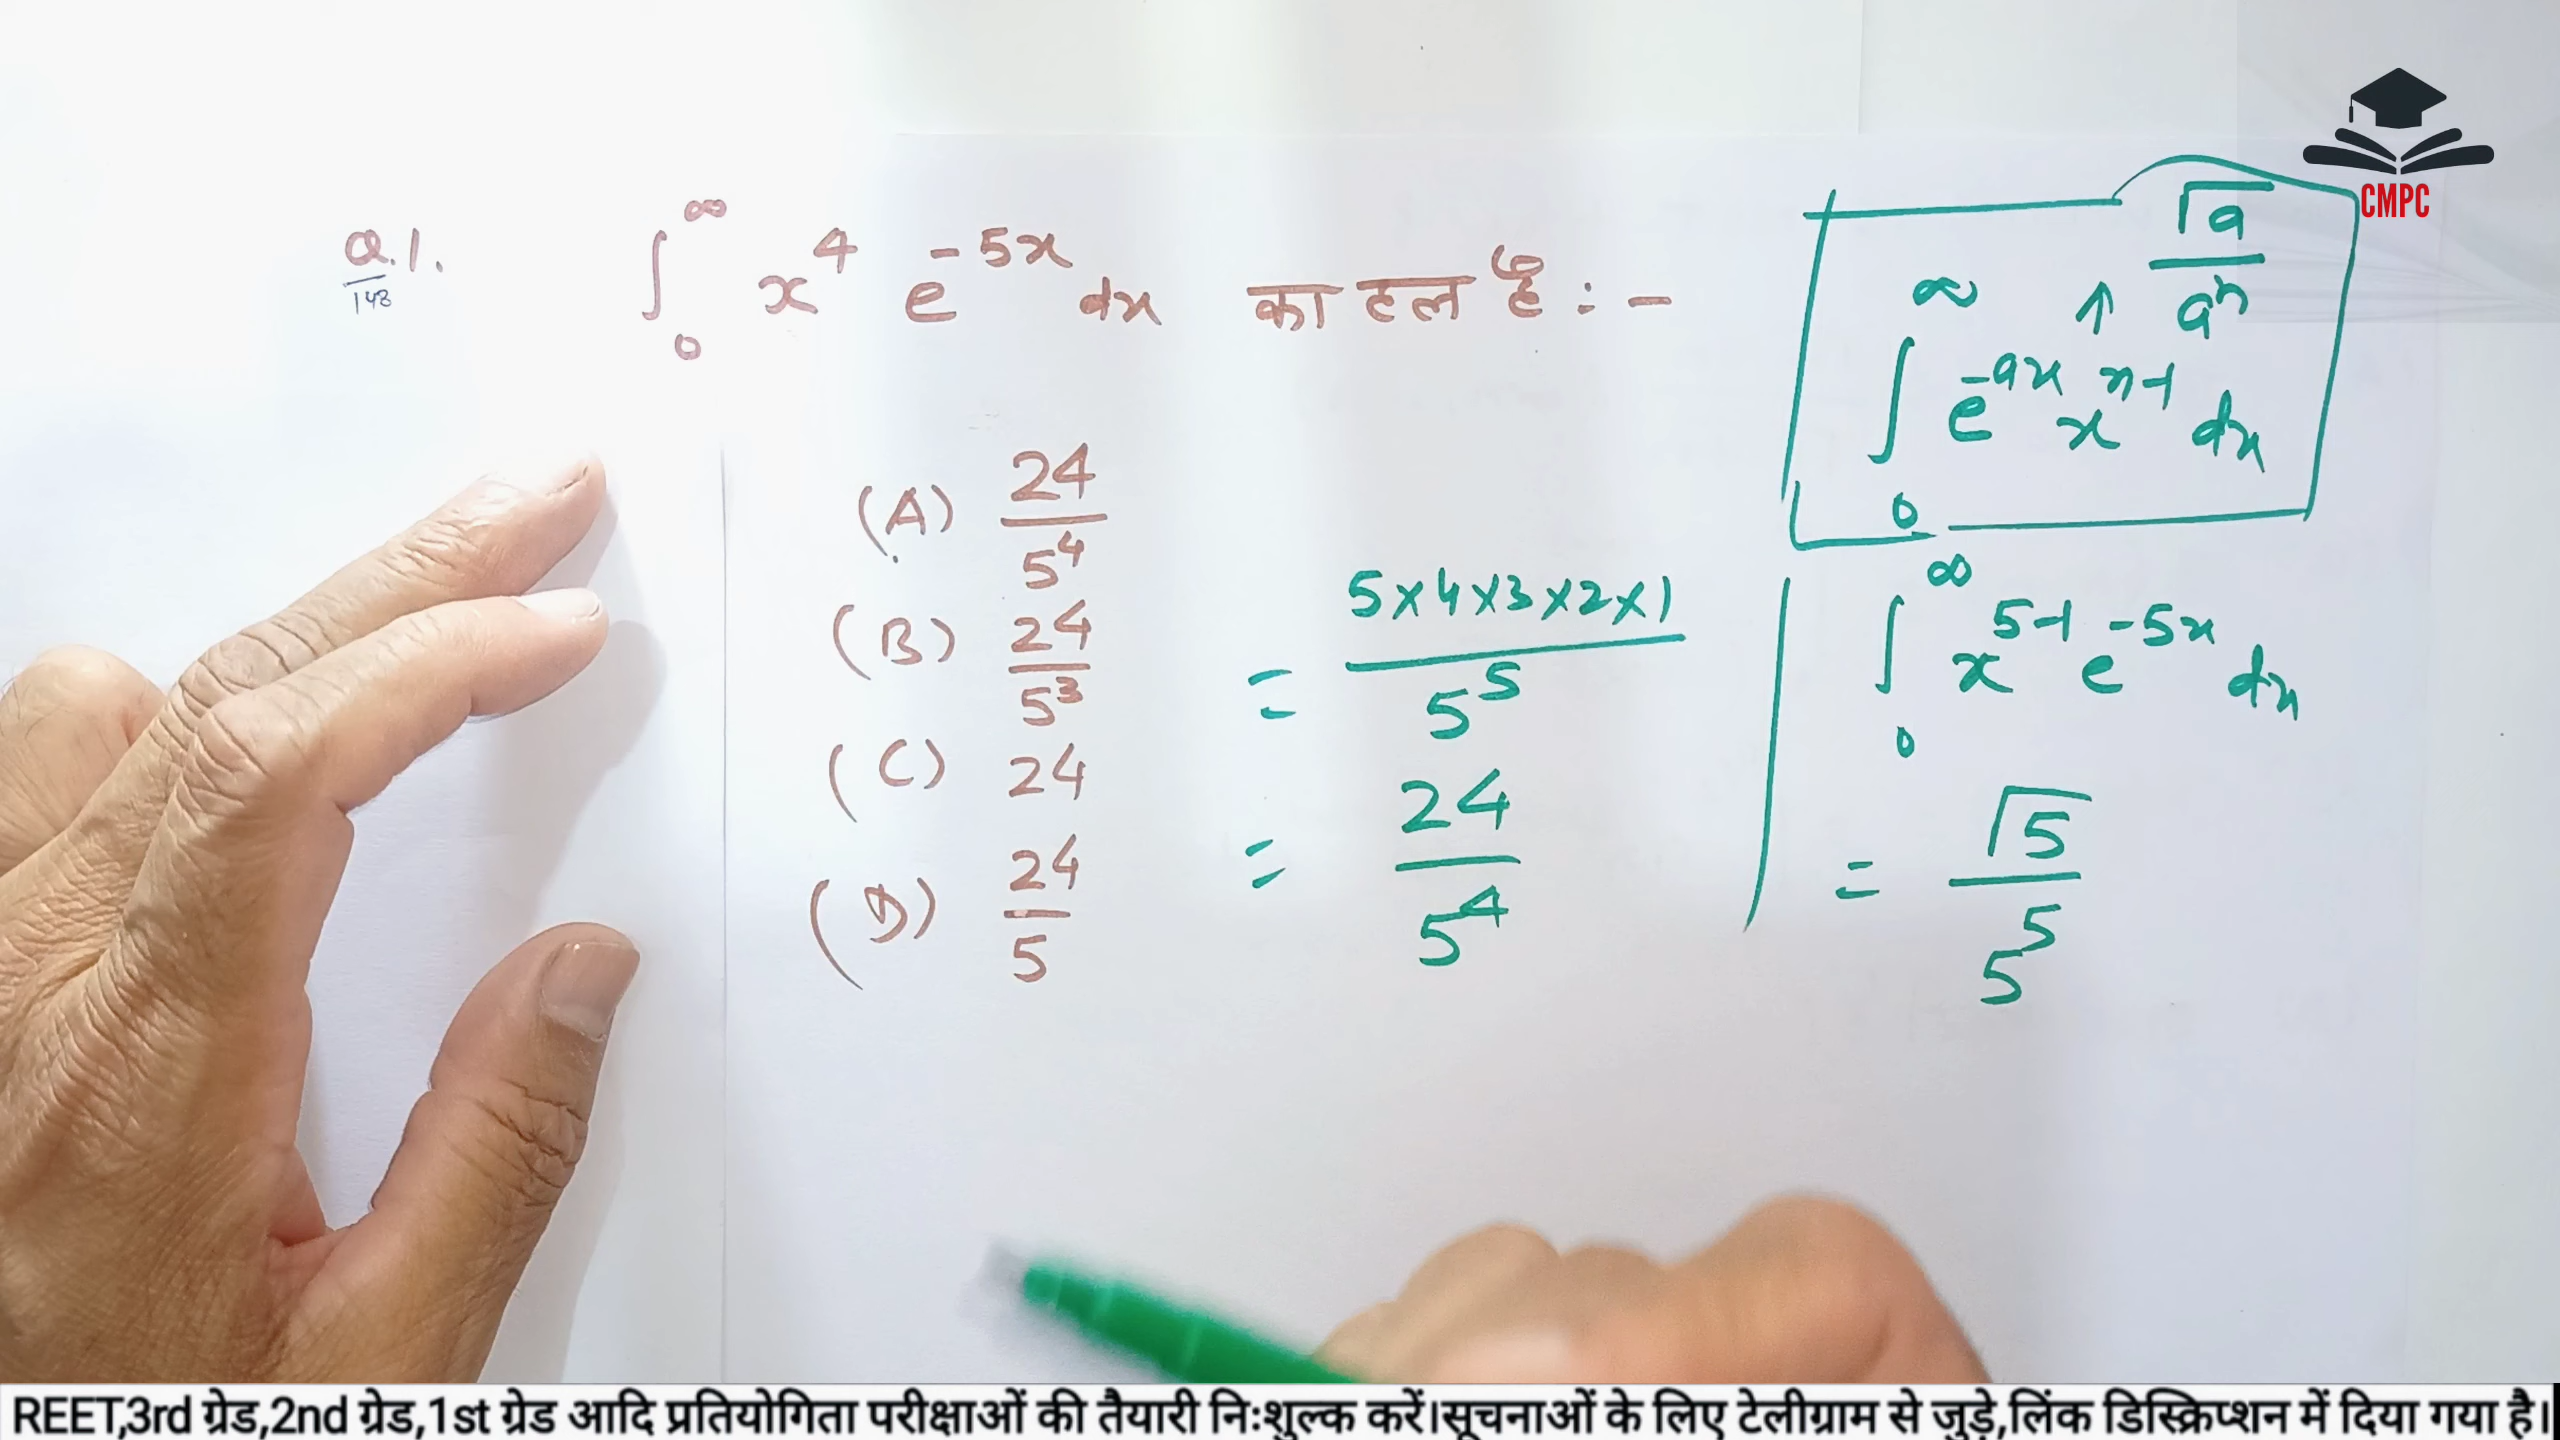 CMPC
Q.1.
148
∫₀^∞ x⁴ e^{-5x} dx का हल है :-
(A) 24/5⁴
(B) 24/5³
(C) 24
(D) 24/5
= 5×4×3×2×1/5⁵
= 24/5⁴
Γa/aⁿ
↑
∫₀^∞ e^{-ax} x^{n-1} dx
∫₀^∞ x^{5-1} e^{-5x} dx
= Γ5/5⁵
REET,3rd ग्रेड,2nd ग्रेड,1st ग्रेड आदि प्रतियोगिता परीक्षाओं की तैयारी निःशुल्क करें।सूचनाओं के लिए टेलीग्राम से जुड़े,लिंक डिस्क्रिप्शन में दिया गया है।